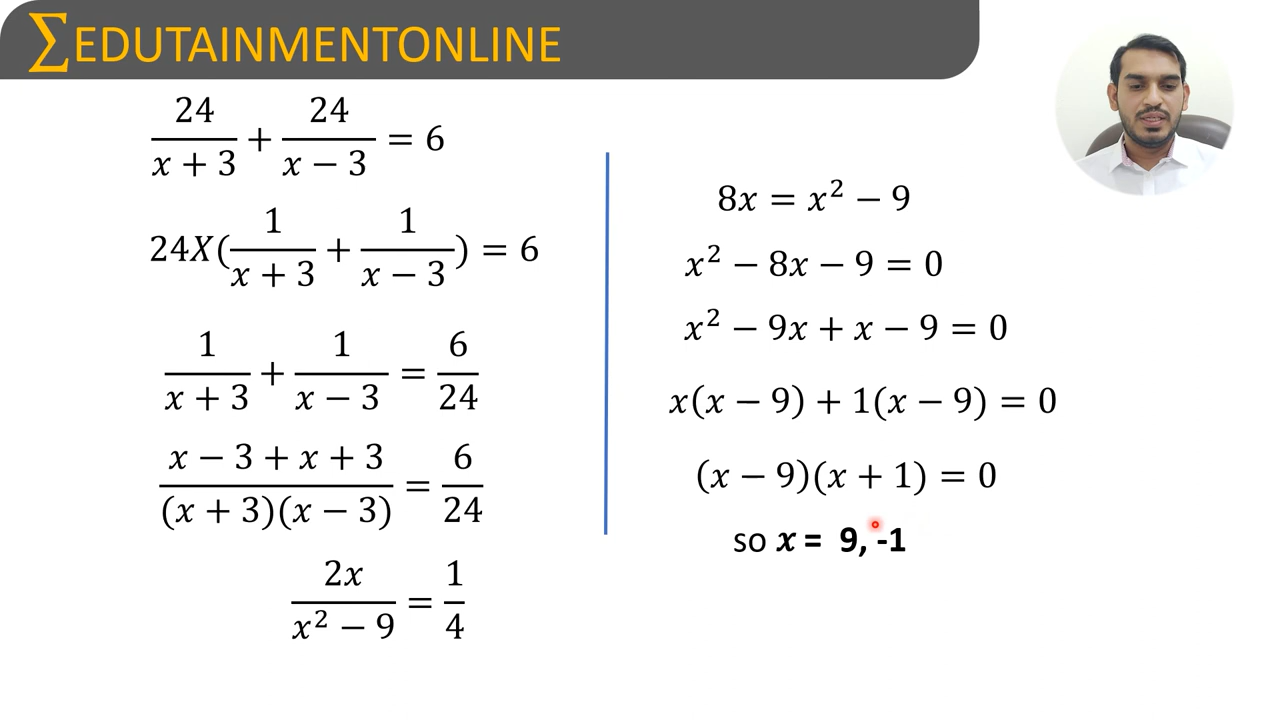 ∑EDUTAINMENTONLINE
24/(x + 3) + 24/(x − 3) = 6
24X(1/(x + 3) + 1/(x − 3)) = 6
1/(x + 3) + 1/(x − 3) = 6/24
(x − 3 + x + 3)/((x + 3)(x − 3)) = 6/24
2x/(x² − 9) = 1/4
8x = x² − 9
x² − 8x − 9 = 0
x² − 9x + x − 9 = 0
x(x − 9) + 1(x − 9) = 0
(x − 9)(x + 1) = 0
so x = 9, -1